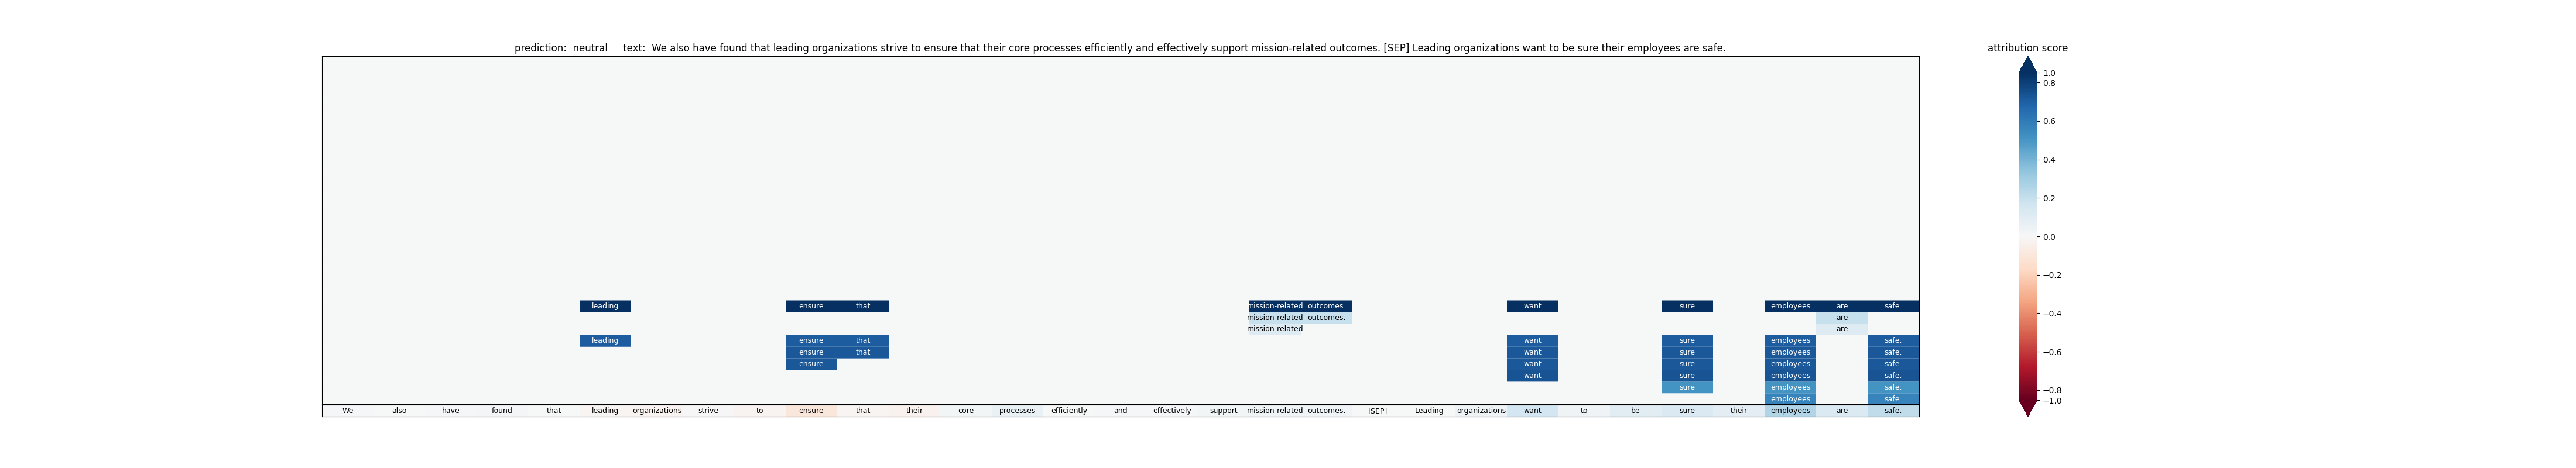 prediction:  neutral     text:  We also have found that leading organizations strive to ensure that their core processes efficiently and effectively support mission-related outcomes. [SEP] Leading organizations want to be sure their employees are safe.
attribution score
1.0
0.8
0.6
0.4
0.2
0.0
−0.2
−0.4
−0.6
−0.8
−1.0
leading ensure that mission-related outcomes. want sure employees are safe.
mission-related outcomes. are
mission-related are
leading ensure that want sure employees safe.
ensure that want sure employees safe.
ensure want sure employees safe.
want sure employees safe.
sure employees safe.
employees safe.
We also have found that leading organizations strive to ensure that their core processes efficiently and effectively support mission-related outcomes. [SEP] Leading organizations want to be sure their employees are safe.